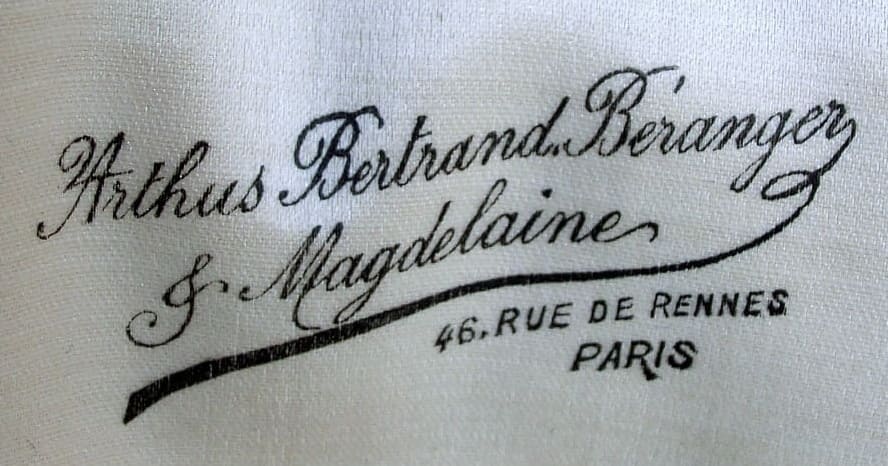 Arthus Bertrand, Béranger
& Magdelaine
46, RUE DE RENNES
PARIS